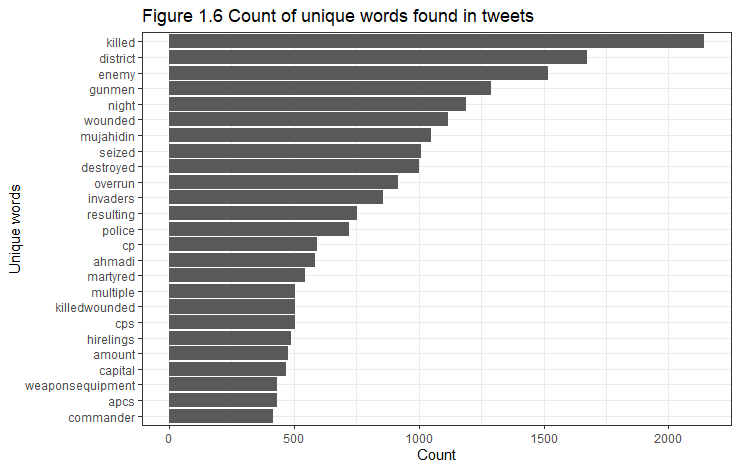 Figure 1.6 Count of unique words found in tweets
killed
district
enemy
gunmen
night
wounded
mujahidin
seized
destroyed
overrun
invaders
resulting
police
cp
ahmadi
martyred
multiple
killedwounded
cps
hirelings
amount
capital
weaponsequipment
apcs
commander
Unique words
0 500 1000 1500 2000
Count